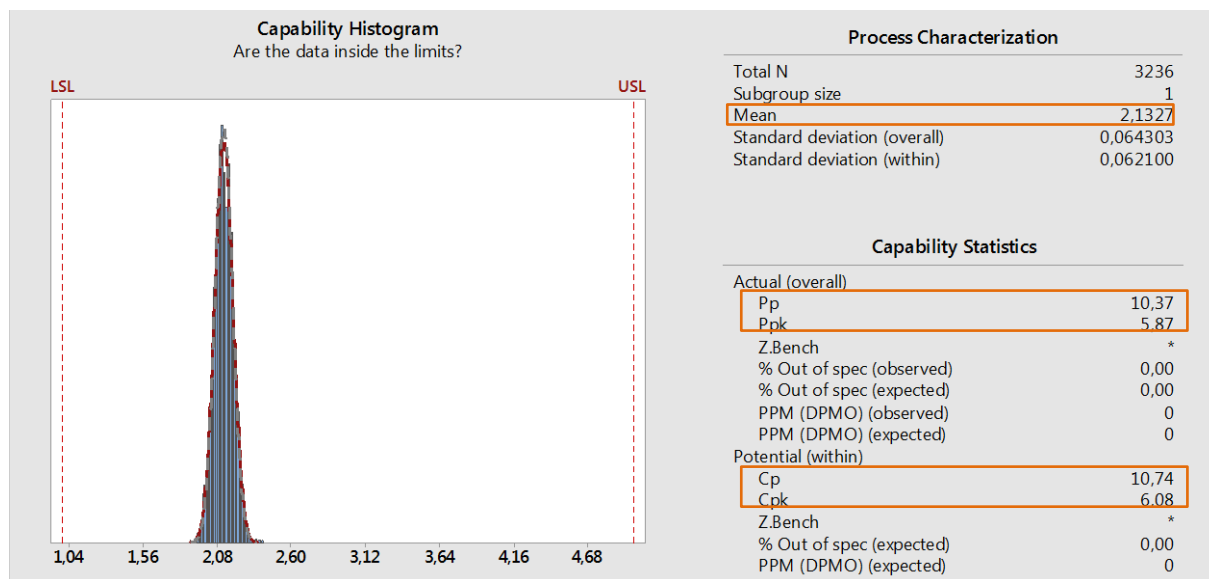 Capability Histogram
Are the data inside the limits?
LSL USL
1,04 1,56 2,08 2,60 3,12 3,64 4,16 4,68
Process Characterization
Total N 3236
Subgroup size 1
Mean 2,1327
Standard deviation (overall) 0,064303
Standard deviation (within) 0,062100
Capability Statistics
Actual (overall)
Pp 10,37
Ppk 5,87
Z.Bench *
% Out of spec (observed) 0,00
% Out of spec (expected) 0,00
PPM (DPMO) (observed) 0
PPM (DPMO) (expected) 0
Potential (within)
Cp 10,74
Cpk 6,08
Z.Bench *
% Out of spec (expected) 0,00
PPM (DPMO) (expected) 0